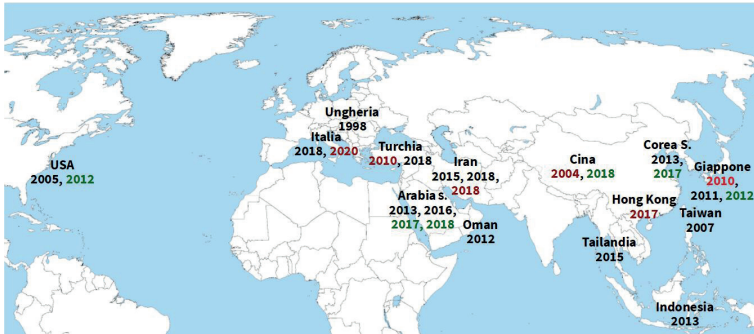 Ungheria
1998
Italia
2018, 2020
Turchia
2010, 2018
USA
2005, 2012
Iran
2015, 2018,
2018
Arabia s.
2013, 2016,
2017, 2018
Oman
2012
Cina
2004, 2018
Corea S.
2013,
2017
Giappone
2010,
2011, 2012
Hong Kong
2017
Taiwan
2007
Tailandia
2015
Indonesia
2013